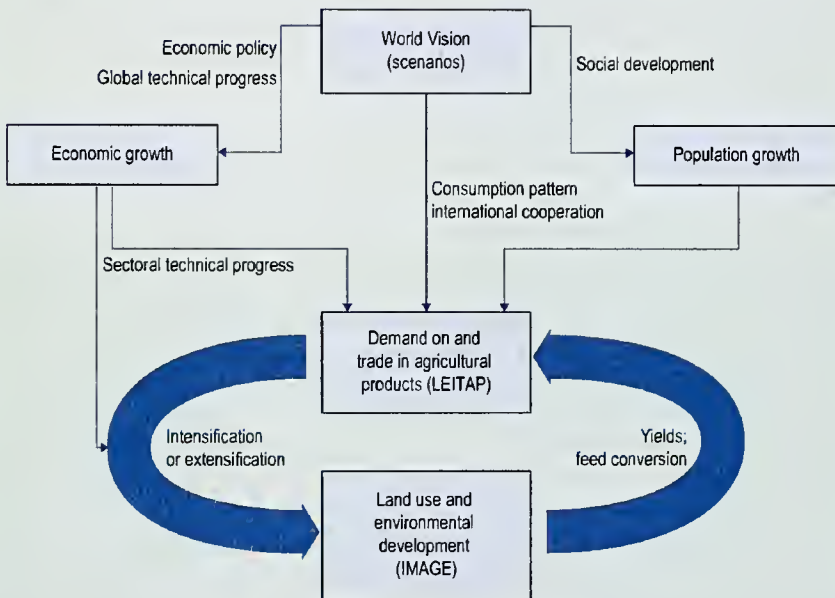 World Vision
(scenanos)
Economic policy
Global technical progress
Social development
Economic growth
Population growth
Consumption pattern
international cooperation
Sectoral technical progress
Demand on and
trade in agricultural
products (LEITAP)
Intensification
or extensification
Yields;
feed conversion
Land use and
environmental
development
(IMAGE)